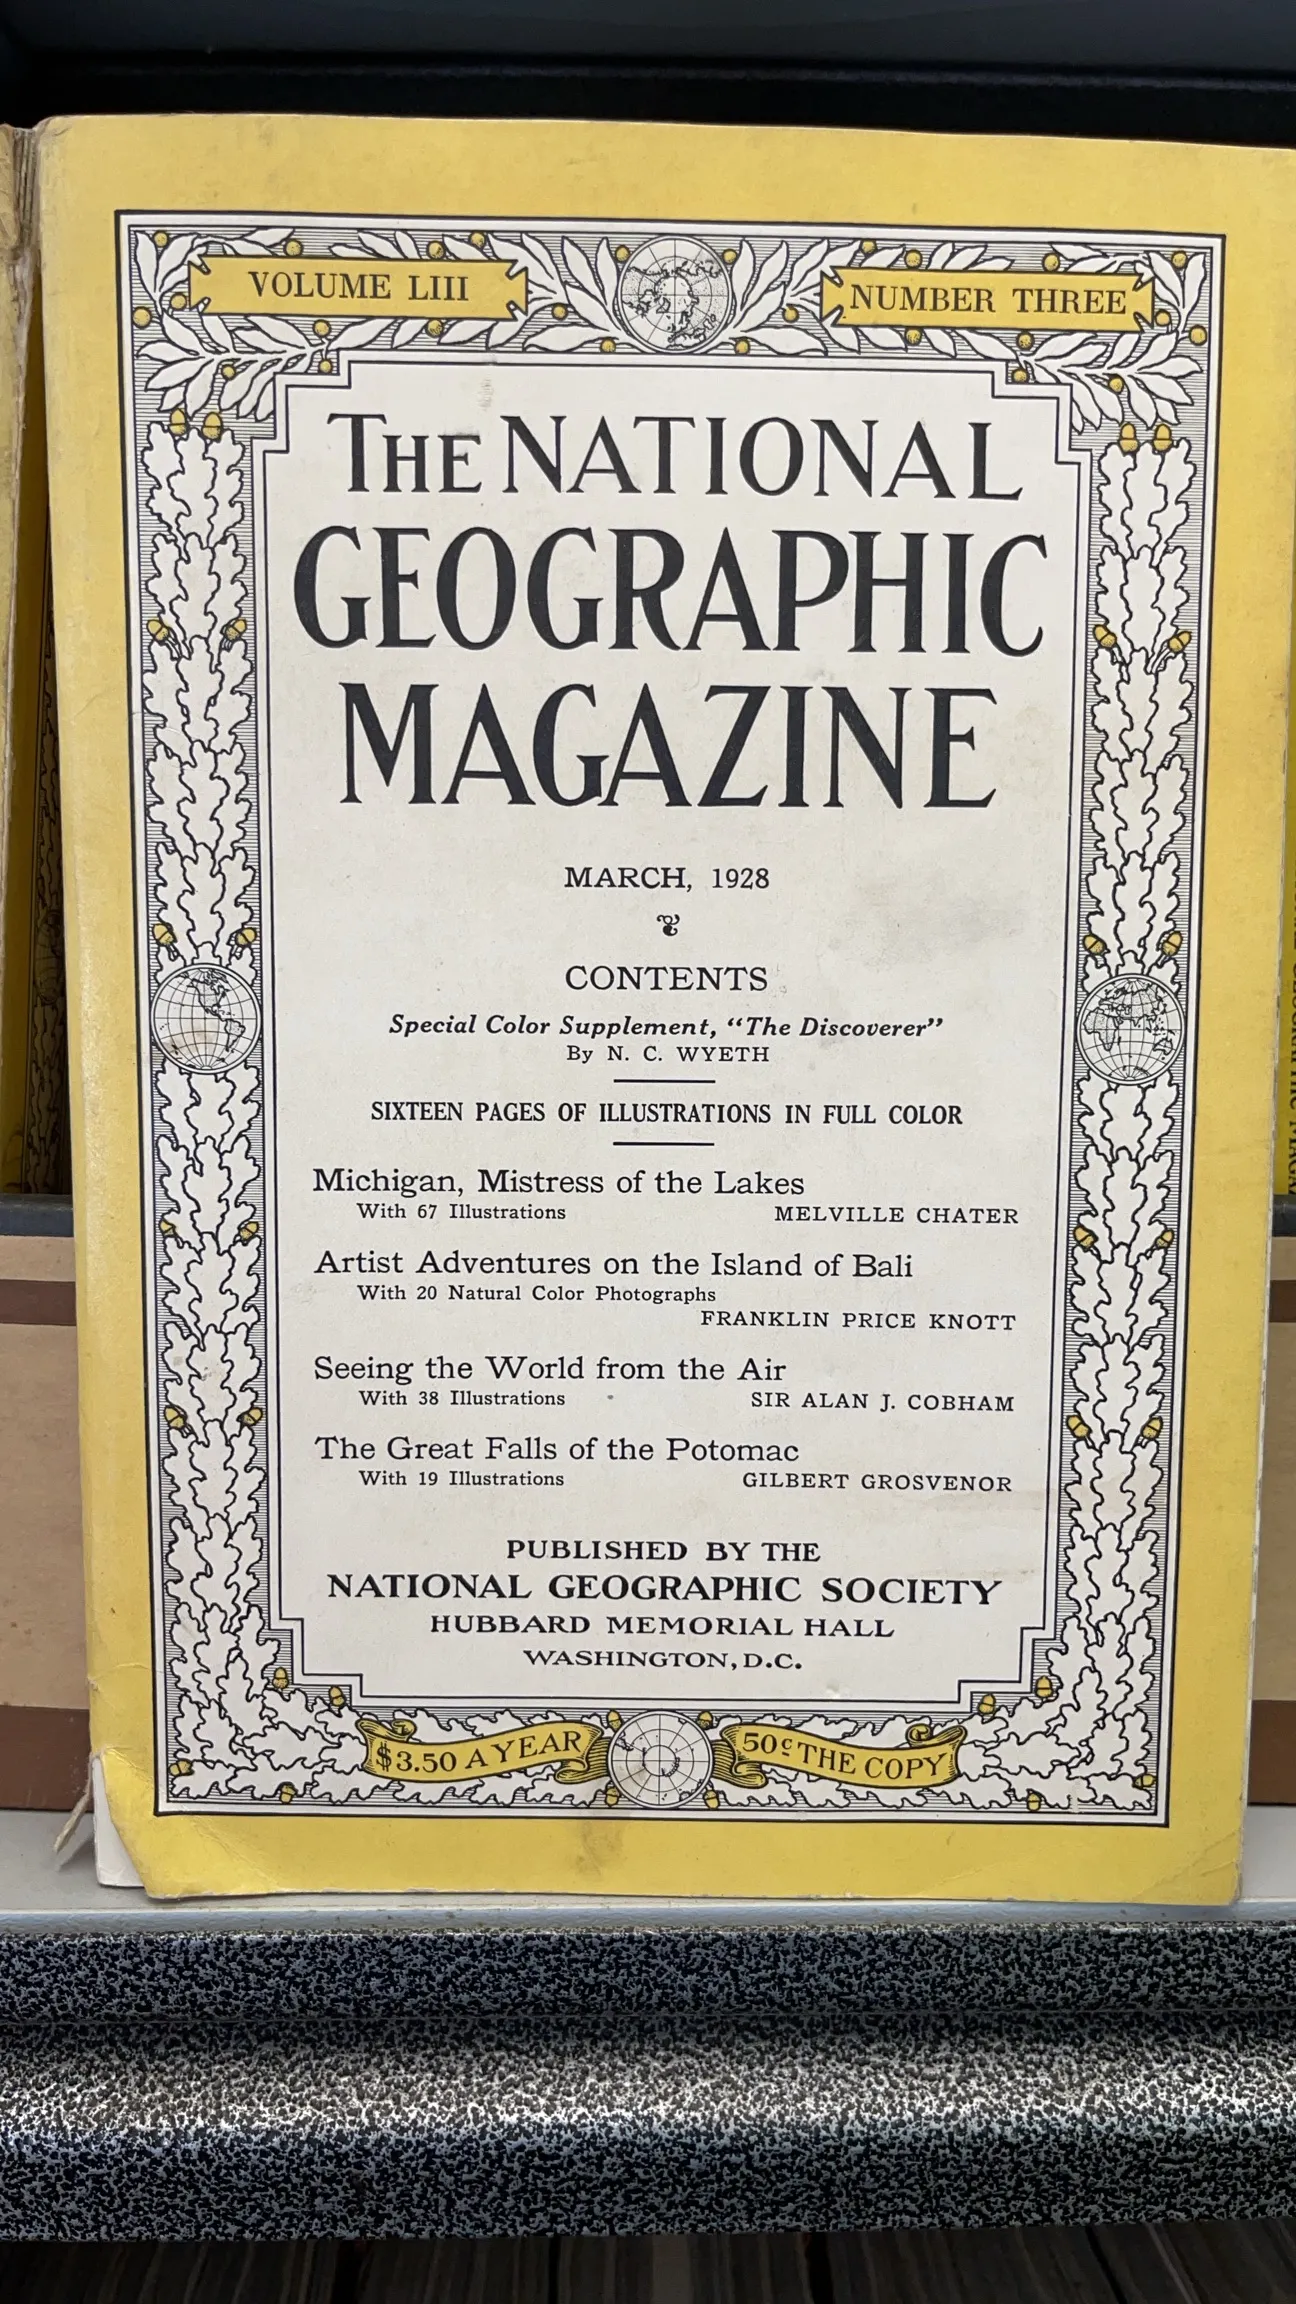 VOLUME LIII
NUMBER THREE
THE NATIONAL
GEOGRAPHIC
MAGAZINE
MARCH, 1928
CONTENTS
Special Color Supplement, “The Discoverer”
By N. C. WYETH
SIXTEEN PAGES OF ILLUSTRATIONS IN FULL COLOR
Michigan, Mistress of the Lakes
With 67 Illustrations MELVILLE CHATER
Artist Adventures on the Island of Bali
With 20 Natural Color Photographs
FRANKLIN PRICE KNOTT
Seeing the World from the Air
With 38 Illustrations SIR ALAN J. COBHAM
The Great Falls of the Potomac
With 19 Illustrations GILBERT GROSVENOR
PUBLISHED BY THE
NATIONAL GEOGRAPHIC SOCIETY
HUBBARD MEMORIAL HALL
WASHINGTON, D.C.
$3.50 A YEAR
50c THE COPY